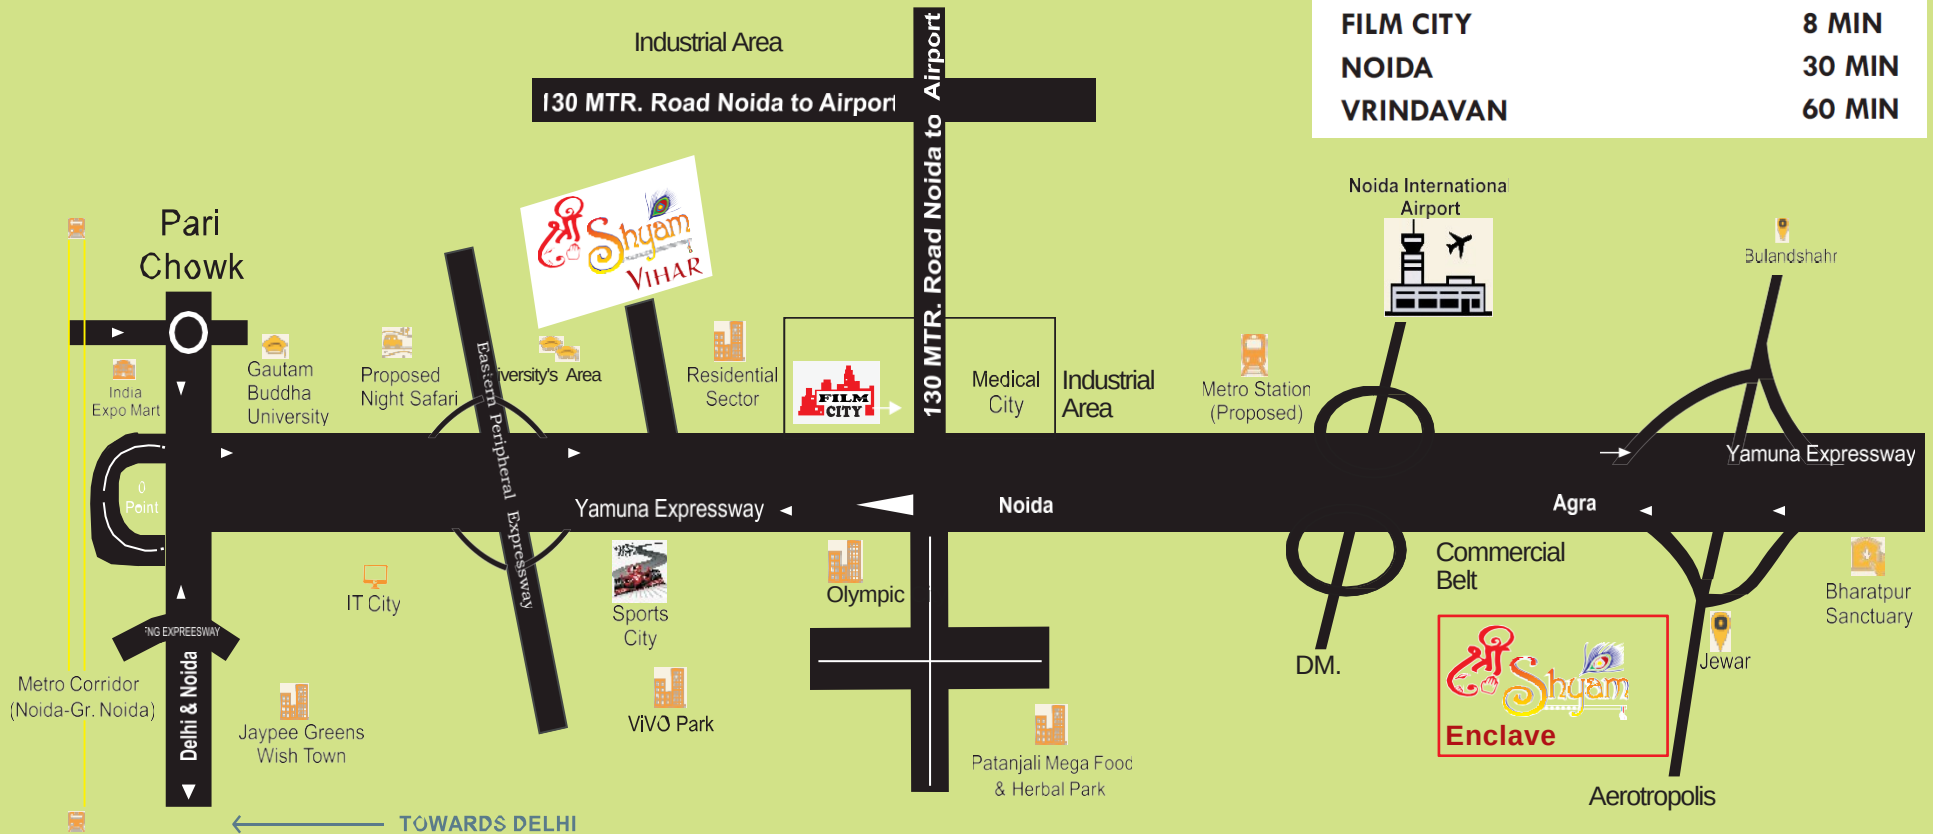 FILM CITY 8 MIN
NOIDA 30 MIN
VRINDAVAN 60 MIN
Industrial Area
130 MTR. Road Noida to Airport
130 MTR. Road Noida to Airport
Noida International
Airport
Bulandshahr
Pari
Chowk
श्री
Shyam
VIHAR
India
Expo Mart
Gautam
Buddha
University
Proposed
Night Safari
iversity's Area
Eastern Peripheral Expressway
Residential
Sector
FILM
CITY
Medical
City
Industrial
Area
Metro Station
(Proposed)
Yamuna Expressway
0
Point
Yamuna Expressway
Noida
Agra
IT City
Sports
City
Olympic
Commercial
Belt
Bharatpur
Sanctuary
FNG EXPREESWAY
Delhi & Noida
Metro Corridor
(Noida-Gr. Noida)
Jaypee Greens
Wish Town
ViVO Park
Patanjali Mega Food
& Herbal Park
DM.
श्री
Shyam
Enclave
Jewar
Aerotropolis
TOWARDS DELHI